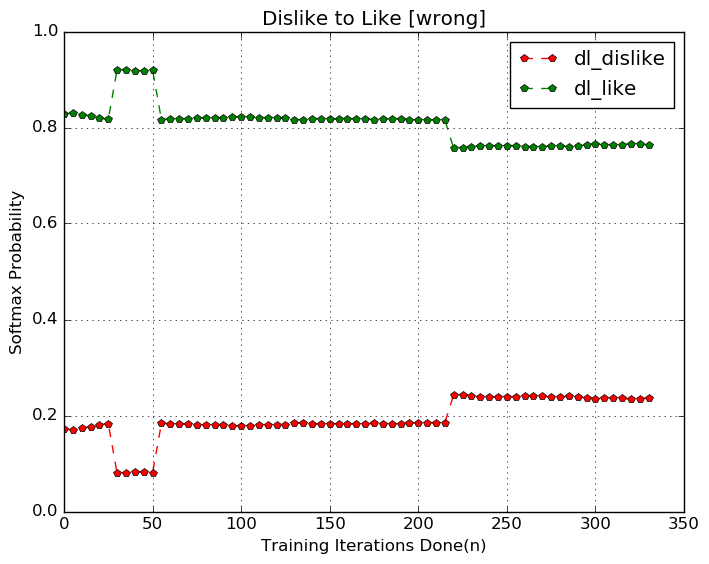 Dislike to Like [wrong]
dl_dislike
dl_like
Softmax Probability
1.0
0.8
0.6
0.4
0.2
0.0
0 50 100 150 200 250 300 350
Training Iterations Done(n)